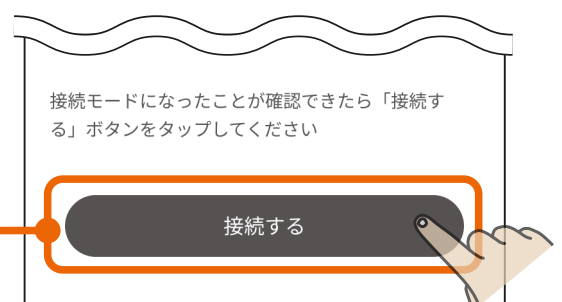 接続モードになったことが確認できたら「接続す
る」ボタンをタップしてください
接続する